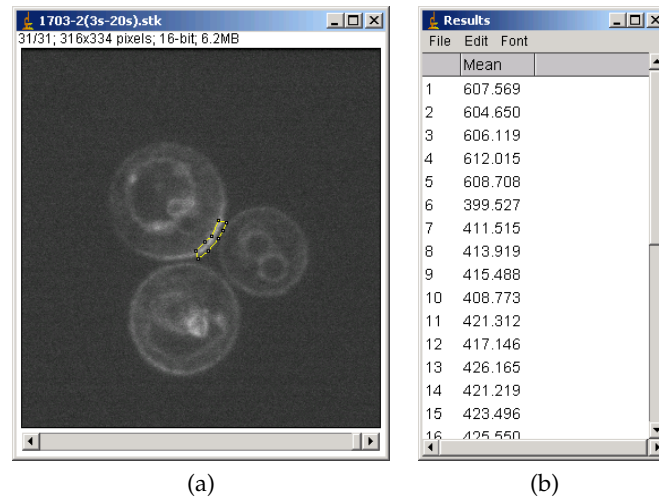 1703-2(3s-20s).stk
31/31; 316x334 pixels; 16-bit; 6.2MB
(a)
Results
File Edit Font
Mean
1 607.569
2 604.650
3 606.119
4 612.015
5 608.708
6 399.527
7 411.515
8 413.919
9 415.488
10 408.773
11 421.312
12 417.146
13 426.165
14 421.219
15 423.496
16 425.550
(b)